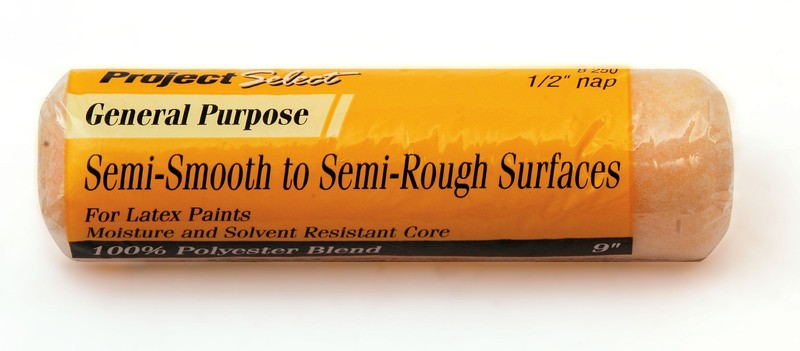 Project Select
B 250
1/2" nap
General Purpose
Semi-Smooth to Semi-Rough Surfaces
For Latex Paints
Moisture and Solvent Resistant Core
100% Polyester Blend
9"